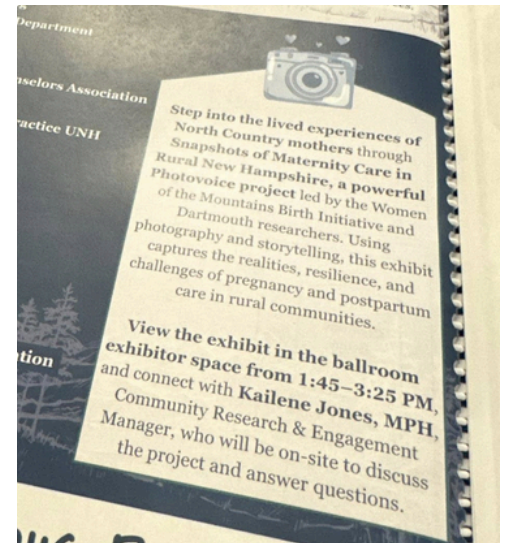 Department
nselors Association
ractice UNH
tion
Step into the lived experiences of
North Country mothers through
Snapshots of Maternity Care in
Rural New Hampshire, a powerful
Photovoice project led by the Women
of the Mountains Birth Initiative and
Dartmouth researchers. Using
photography and storytelling, this exhibit
captures the realities, resilience, and
challenges of pregnancy and postpartum
care in rural communities.
View the exhibit in the ballroom
exhibitor space from 1:45–3:25 PM,
and connect with Kailene Jones, MPH,
Community Research & Engagement
Manager, who will be on-site to discuss
the project and answer questions.